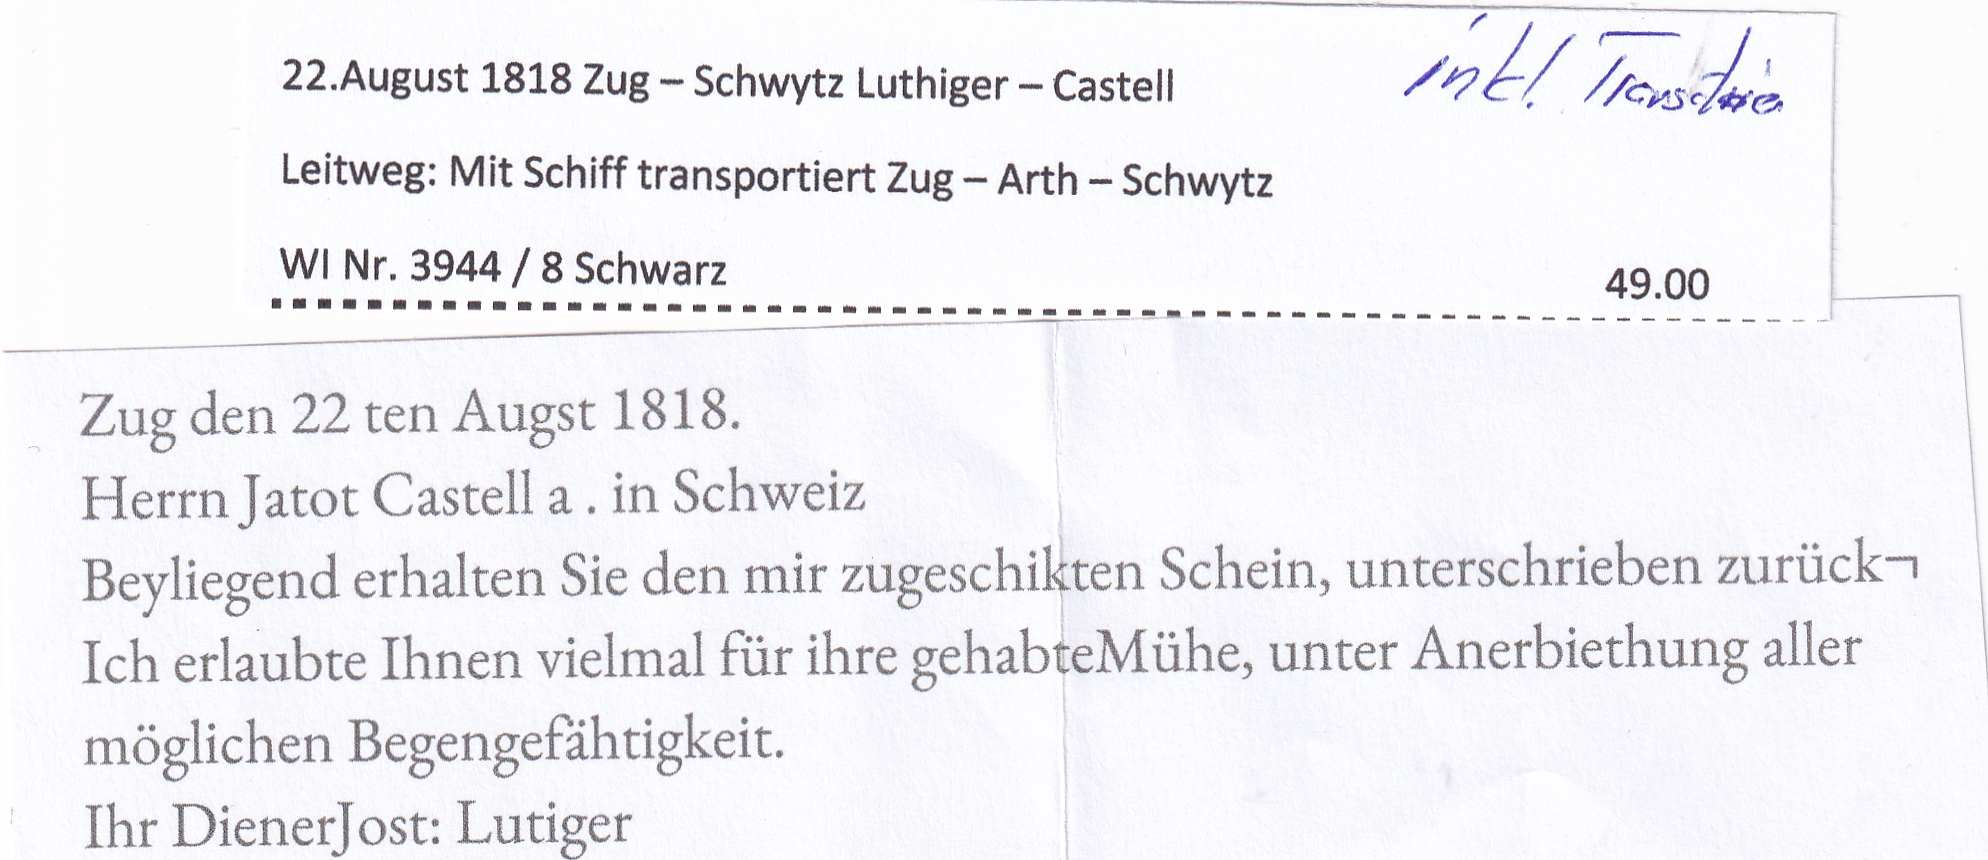 22.August 1818 Zug – Schwytz Luthiger – Castell
inkl.
Leitweg: Mit Schiff transportiert Zug – Arth – Schwytz
WI Nr. 3944 / 8 Schwarz
49.00
Zug den 22 ten Augst 1818.
Herrn Jatot Castell a . in Schweiz
Beyliegend erhalten Sie den mir zugeschikten Schein, unterschrieben zurück¬
Ich erlaubte Ihnen vielmal für ihre gehabteMühe, unter Anerbiethung aller
möglichen Begengefähtigkeit.
Ihr DienerJost: Lutiger